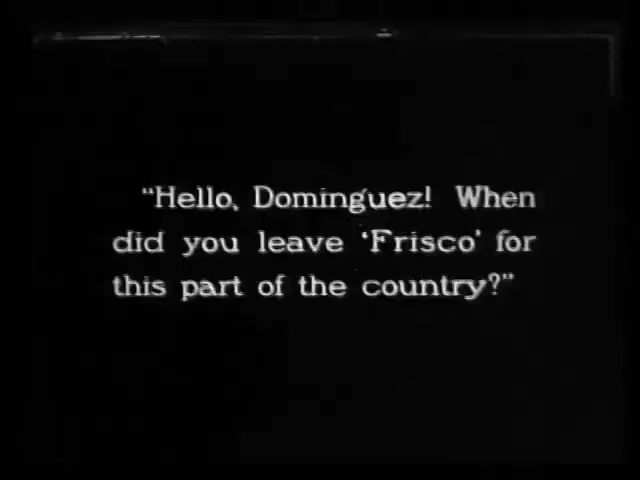 "Hello, Dominguez! When
did you leave 'Frisco' for
this part of the country?"